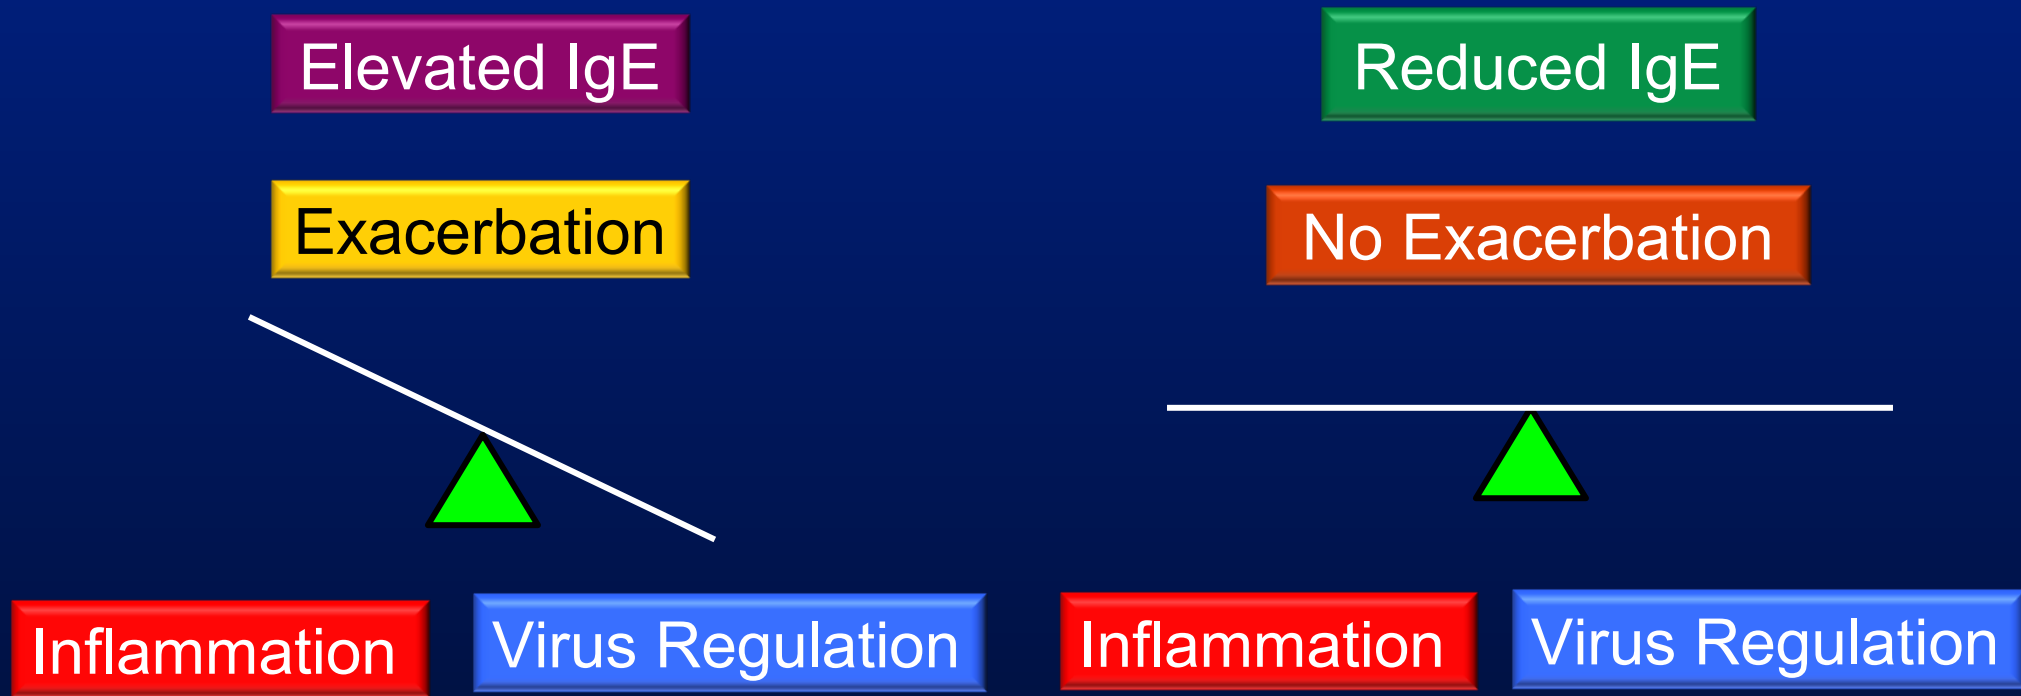 Elevated IgE
Exacerbation
Inflammation
Virus Regulation
Reduced IgE
No Exacerbation
Inflammation
Virus Regulation